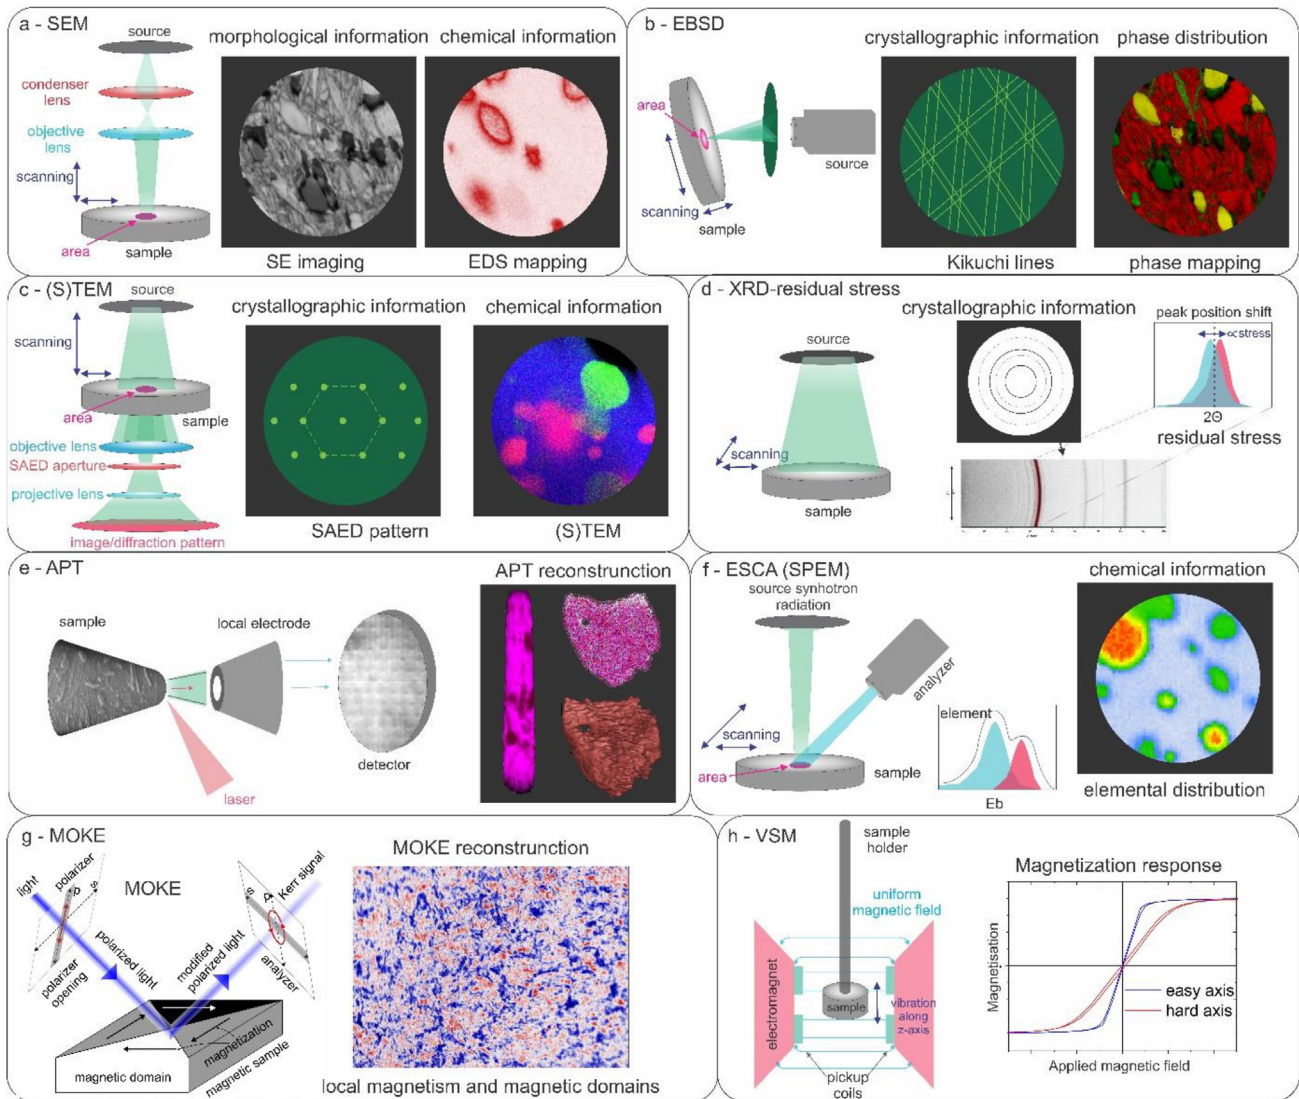 a - SEM
source
condenser
lens
objective
lens
scanning
area
sample
morphological information
SE imaging
chemical information
EDS mapping
b - EBSD
area
scanning
sample
source
crystallographic information
Kikuchi lines
phase distribution
phase mapping
c - (S)TEM
source
scanning
area
sample
objective lens
SAED aperture
projective lens
image/diffraction pattern
crystallographic information
SAED pattern
chemical information
(S)TEM
d - XRD-residual stress
source
scanning
sample
crystallographic information
peak position shift
∝stress
2Θ
residual stress
e - APT
sample
local electrode
laser
detector
APT reconstrunction
f - ESCA (SPEM)
source synhotron
radiation
analyzer
scanning
area
sample
element
Eb
chemical information
elemental distribution
g - MOKE
MOKE
light
polarizer
p
s
polarizer
opening
polarized light
modified
polarized light
s
p
Kerr signal
analyzer
magnetization
magnetic sample
magnetic domain
MOKE reconstrunction
local magnetism and magnetic domains
h - VSM
sample
holder
uniform
magnetic field
electromagnet
sample
vibration
along
z-axis
pickup
coils
Magnetization response
Magnetisation
easy axis
hard axis
Applied magnetic field